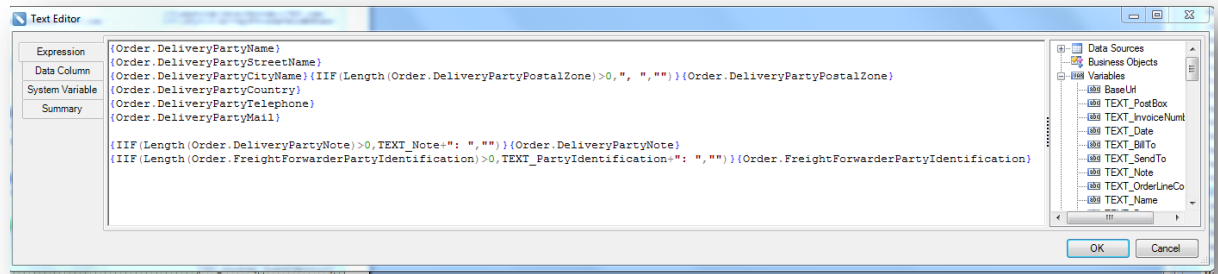 Text Editor
Expression
Data Column
System Variable
Summary
{Order.DeliveryPartyName}
{Order.DeliveryPartyStreetName}
{Order.DeliveryPartyCityName}{IIF(Length(Order.DeliveryPartyPostalZone)>0,", ","")}{Order.DeliveryPartyPostalZone}
{Order.DeliveryPartyCountry}
{Order.DeliveryPartyTelephone}
{Order.DeliveryPartyMail}
{IIF(Length(Order.DeliveryPartyNote)>0,TEXT_Note+": ","")}{Order.DeliveryPartyNote}
{IIF(Length(Order.FreightForwarderPartyIdentification)>0,TEXT_PartyIdentification+": ","")}{Order.FreightForwarderPartyIdentification}
Data Sources
Business Objects
Variables
BaseUrl
TEXT_PostBox
TEXT_InvoiceNumb
TEXT_Date
TEXT_BillTo
TEXT_SendTo
TEXT_Note
TEXT_OrderLineCo
TEXT_Name
OK
Cancel